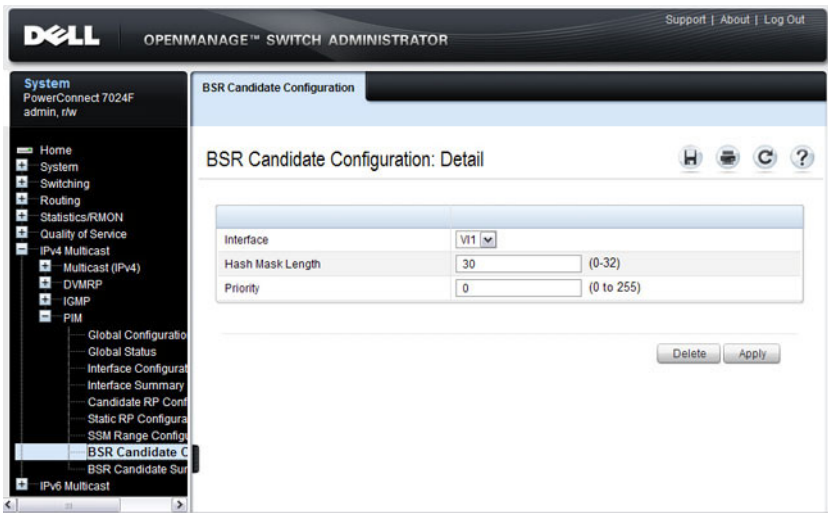 Support | About | Log Out
DELL
OPENMANAGE™ SWITCH ADMINISTRATOR
System
PowerConnect 7024F
admin, r/w
BSR Candidate Configuration
Home
System
Switching
Routing
Statistics/RMON
Quality of Service
IPv4 Multicast
Multicast (IPv4)
DVMRP
IGMP
PIM
Global Configuratio
Global Status
Interface Configurat
Interface Summary
Candidate RP Conf
Static RP Configura
SSM Range Configu
BSR Candidate C
BSR Candidate Sur
IPv6 Multicast
BSR Candidate Configuration: Detail
Interface Vl1
Hash Mask Length 30 (0-32)
Priority 0 (0 to 255)
Delete Apply